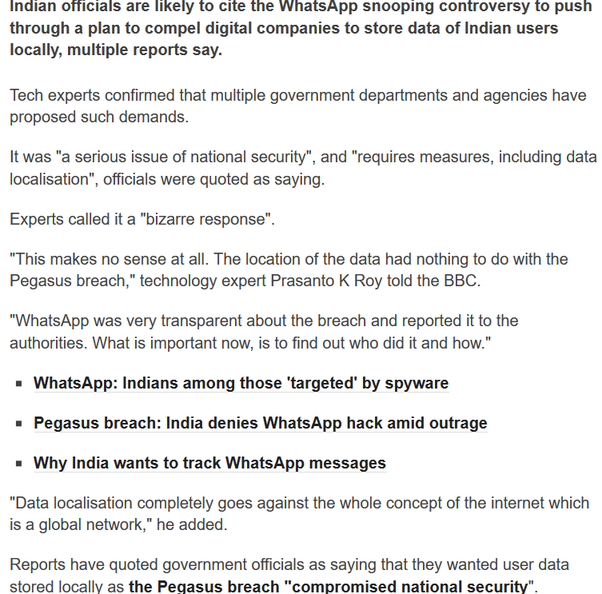 Indian officials are likely to cite the WhatsApp snooping controversy to push
through a plan to compel digital companies to store data of Indian users
locally, multiple reports say.
Tech experts confirmed that multiple government departments and agencies have
proposed such demands.
It was "a serious issue of national security", and "requires measures, including data
localisation", officials were quoted as saying.
Experts called it a "bizarre response".
"This makes no sense at all. The location of the data had nothing to do with the
Pegasus breach," technology expert Prasanto K Roy told the BBC.
"WhatsApp was very transparent about the breach and reported it to the
authorities. What is important now, is to find out who did it and how."
WhatsApp: Indians among those 'targeted' by spyware
Pegasus breach: India denies WhatsApp hack amid outrage
Why India wants to track WhatsApp messages
"Data localisation completely goes against the whole concept of the internet which
is a global network," he added.
Reports have quoted government officials as saying that they wanted user data
stored locally as the Pegasus breach "compromised national security".